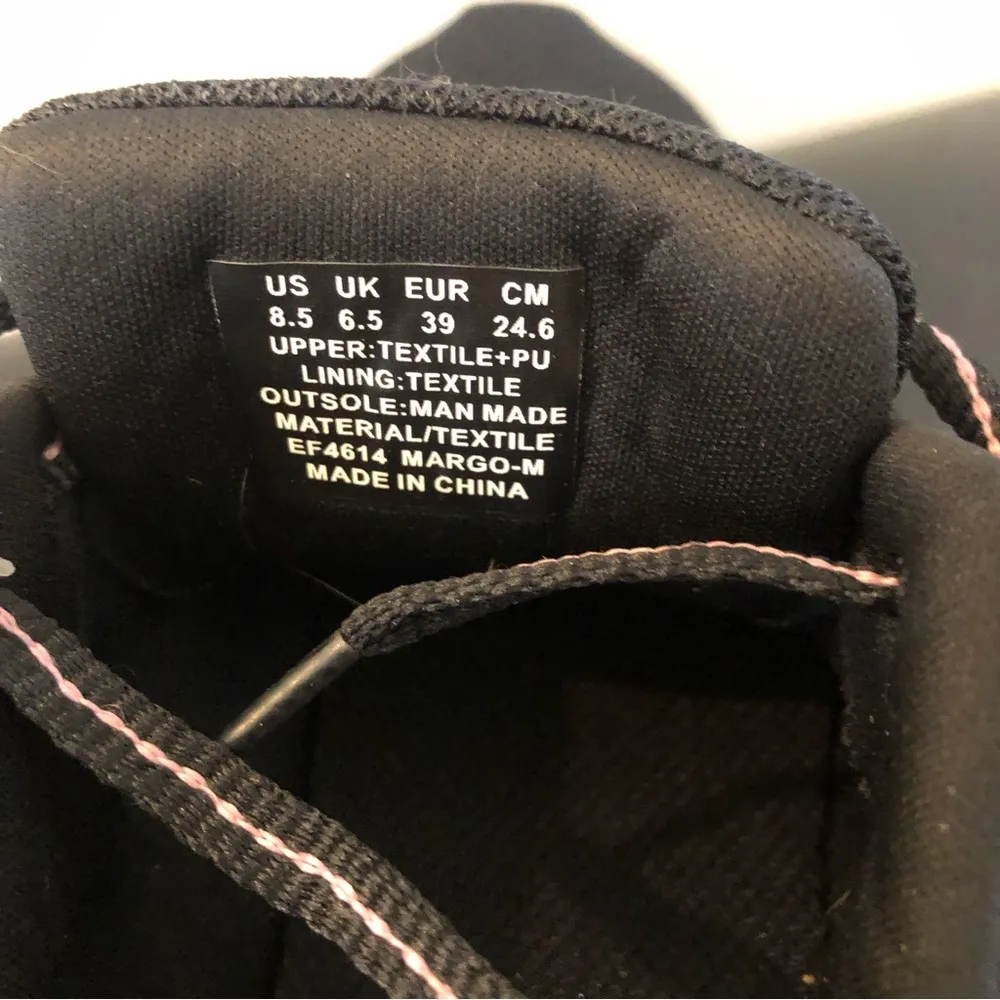 US UK EUR CM
8.5 6.5 39 24.6
UPPER:TEXTILE+PU
LINING:TEXTILE
OUTSOLE:MAN MADE
MATERIAL/TEXTILE
EF4614 MARGO-M
MADE IN CHINA